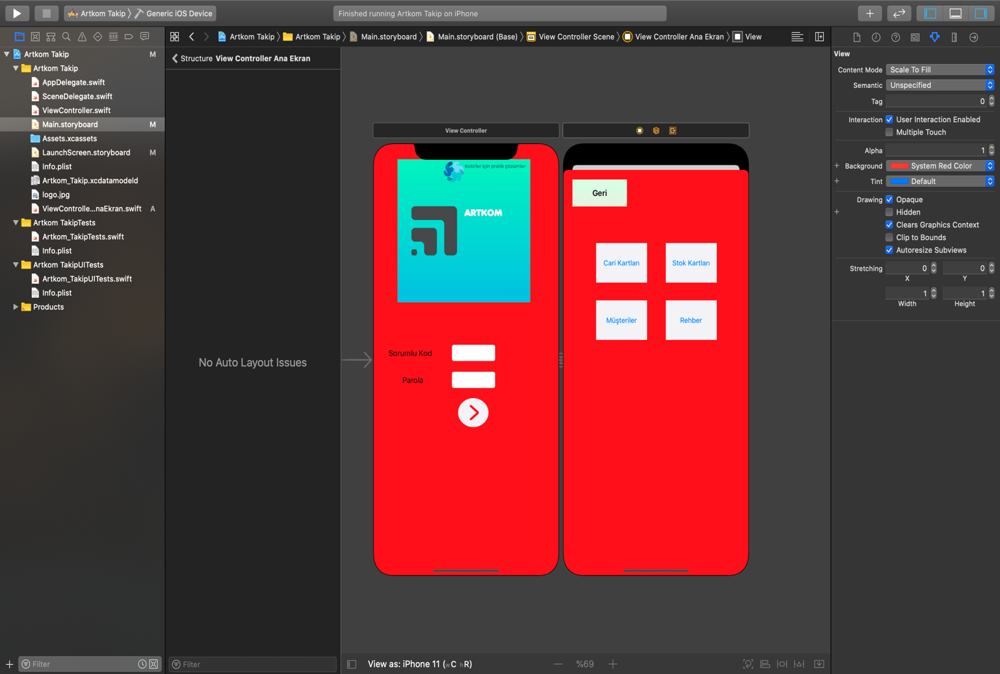 Artkom Takip
Generic iOS Device
Finished running Artkom Takip on iPhone
Artkom Takip
Artkom Takip
Main.storyboard
Main.storyboard (Base)
View Controller Scene
View Controller Ana Ekran
View
Artkom Takip M
Artkom Takip
AppDelegate.swift
SceneDelegate.swift
ViewController.swift
Main.storyboard M
Assets.xcassets
LaunchScreen.storyboard M
Info.plist
Artkom_Takip.xcdatamodeld
logo.jpg
ViewControlle...naEkran.swift A
Artkom TakipTests
Artkom_TakipTests.swift
Info.plist
Artkom TakipUITests
Artkom_TakipUITests.swift
Info.plist
Products
Filter
Structure View Controller Ana Ekran
No Auto Layout Issues
Filter
View Controller
Kobi'ler için pratik çözümler
ARTKOM
Sorumlu Kod
Parola
Geri
Cari Kartları
Stok Kartları
Müşteriler
Rehber
View as: iPhone 11 (wC hR)
%69
View
Content Mode Scale To Fill
Semantic Unspecified
Tag 0
Interaction User Interaction Enabled
Multiple Touch
Alpha 1
Background System Red Color
Tint Default
Drawing Opaque
Hidden
Clears Graphics Context
Clip to Bounds
Autoresize Subviews
Stretching 0 0
X Y
1 1
Width Height